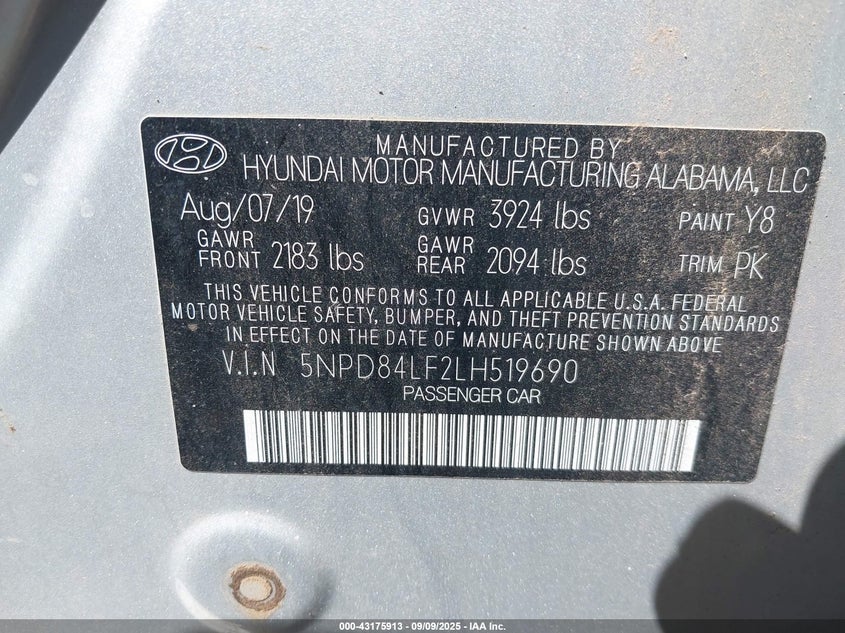 MANUFACTURED BY
HYUNDAI MOTOR MANUFACTURING ALABAMA, LLC
Aug/07/19 GVWR 3924 lbs PAINT Y8
GAWR FRONT 2183 lbs GAWR REAR 2094 lbs TRIM PK
THIS VEHICLE CONFORMS TO ALL APPLICABLE U.S.A. FEDERAL
MOTOR VEHICLE SAFETY, BUMPER, AND THEFT PREVENTION STANDARDS
IN EFFECT ON THE DATE OF MANUFACTURE SHOWN ABOVE
V.I.N 5NPD84LF2LH519690
PASSENGER CAR
000-43175913 - 09/09/2025 - IAA Inc.